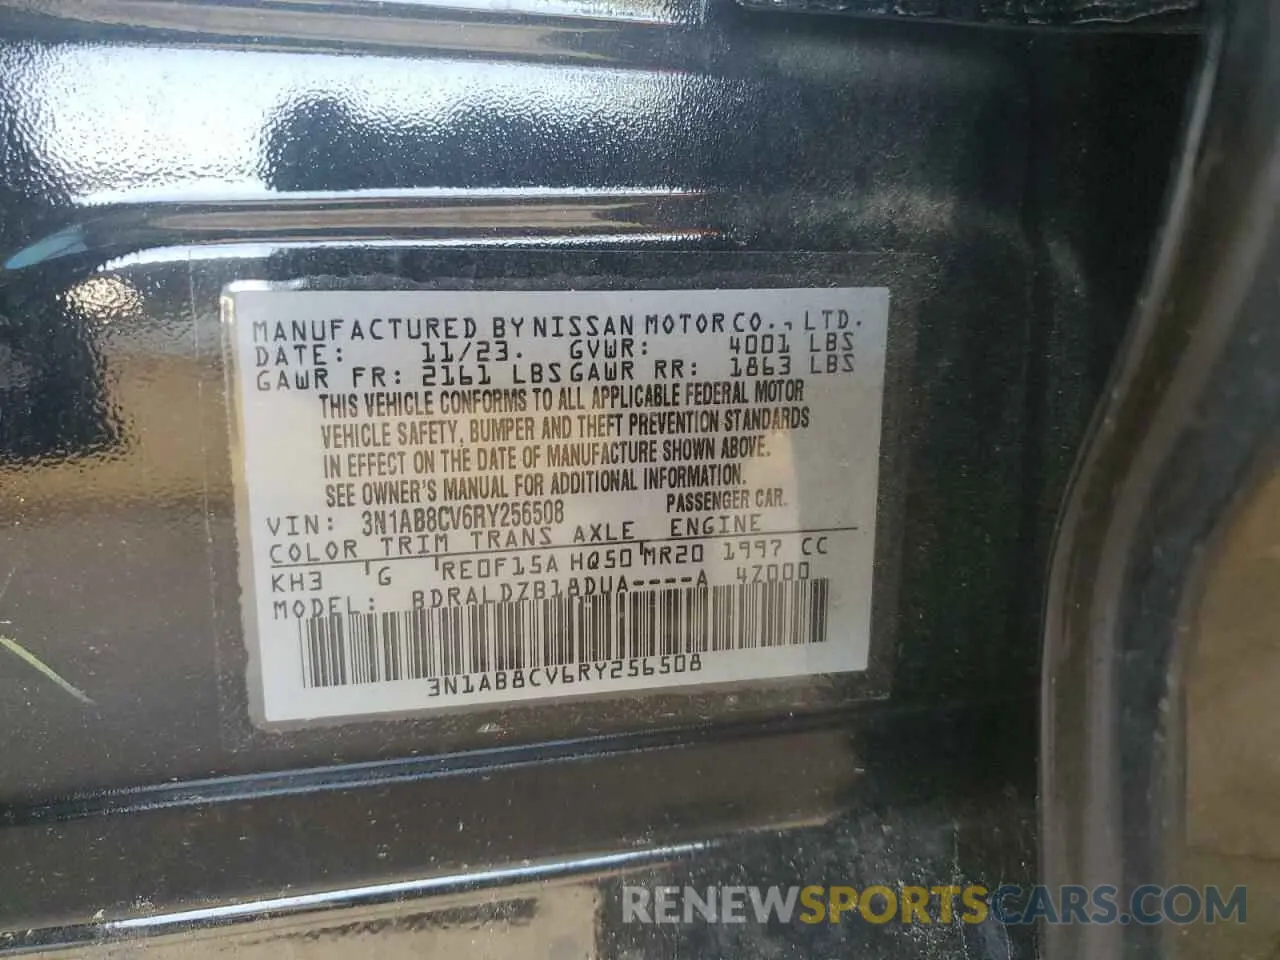 MANUFACTURED BY NISSAN MOTOR CO., LTD.
DATE: 11/23. GVWR: 4001 LBS
GAWR FR: 2161 LBS GAWR RR: 1863 LBS
THIS VEHICLE CONFORMS TO ALL APPLICABLE FEDERAL MOTOR
VEHICLE SAFETY, BUMPER AND THEFT PREVENTION STANDARDS
IN EFFECT ON THE DATE OF MANUFACTURE SHOWN ABOVE.
SEE OWNER'S MANUAL FOR ADDITIONAL INFORMATION.
VIN: 3N1AB8CV6RY256508 PASSENGER CAR.
COLOR TRIM TRANS AXLE ENGINE
KH3 G RE0F15A HQ50 MR20 1997 CC
MODEL: BDRALDZB18DUA----A 4Z000
3N1AB8CV6RY256508
RENEWSPORTSCARS.COM